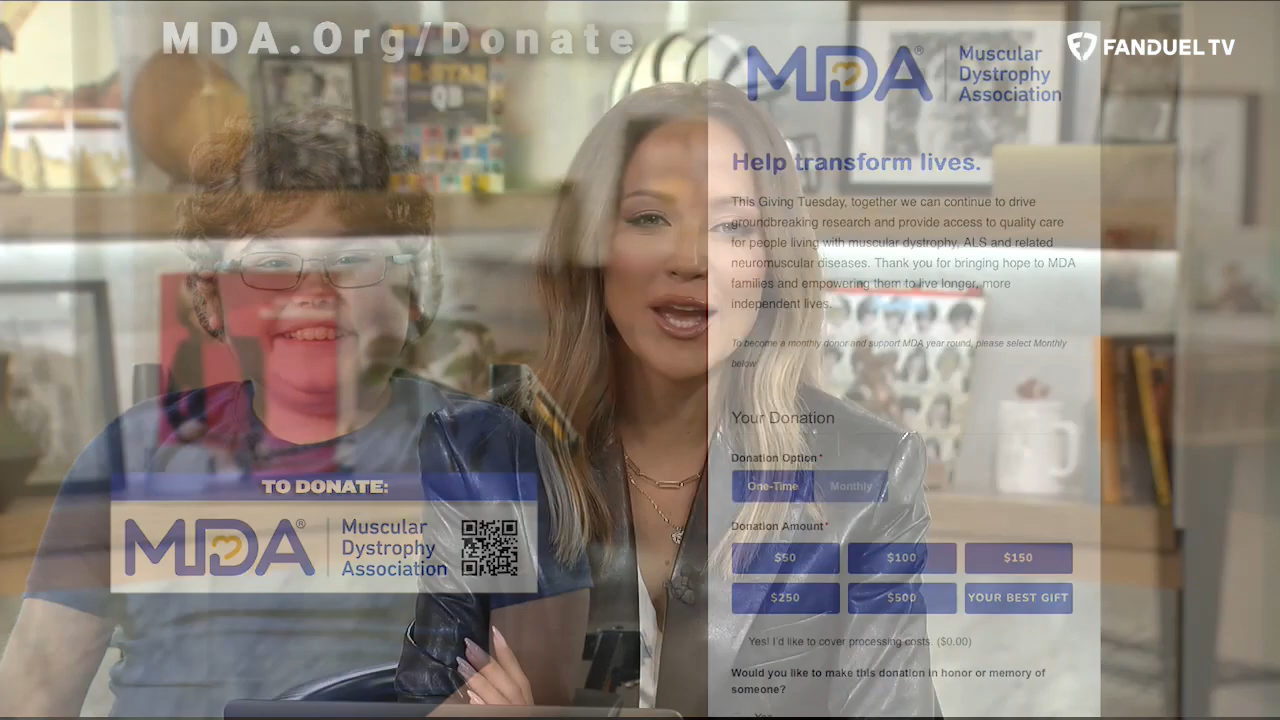 MDA.Org/Donate
FANDUEL TV
MDA® Muscular
Dystrophy
Association
Help transform lives.
This Giving Tuesday, together we can continue to drive
groundbreaking research and provide access to quality care
for people living with muscular dystrophy, ALS and related
neuromuscular diseases. Thank you for bringing hope to MDA
families and empowering them to live longer, more
independent lives.
To become a monthly donor and support MDA year round, please select Monthly
below
Your Donation
Donation Option*
One-Time Monthly
Donation Amount*
$50 $100 $150
$250 $500 YOUR BEST GIFT
Yes! I'd like to cover processing costs. ($0.00)
Would you like to make this donation in honor or memory of
someone?
Yes
TO DONATE:
MDA® Muscular
Dystrophy
Association
QB